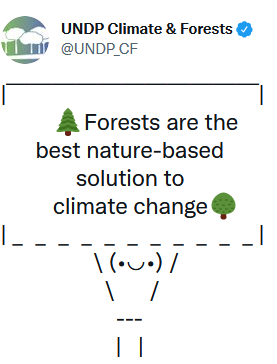 UNDP Climate & Forests
@UNDP_CF
|￣￣￣￣￣￣￣￣￣￣￣|
🌲Forests are the
best nature-based
solution to
climate change🌳
|_ _ _ _ _ _ _ _ _ _ _|
\ (•◡•) /
\ /
---
| |